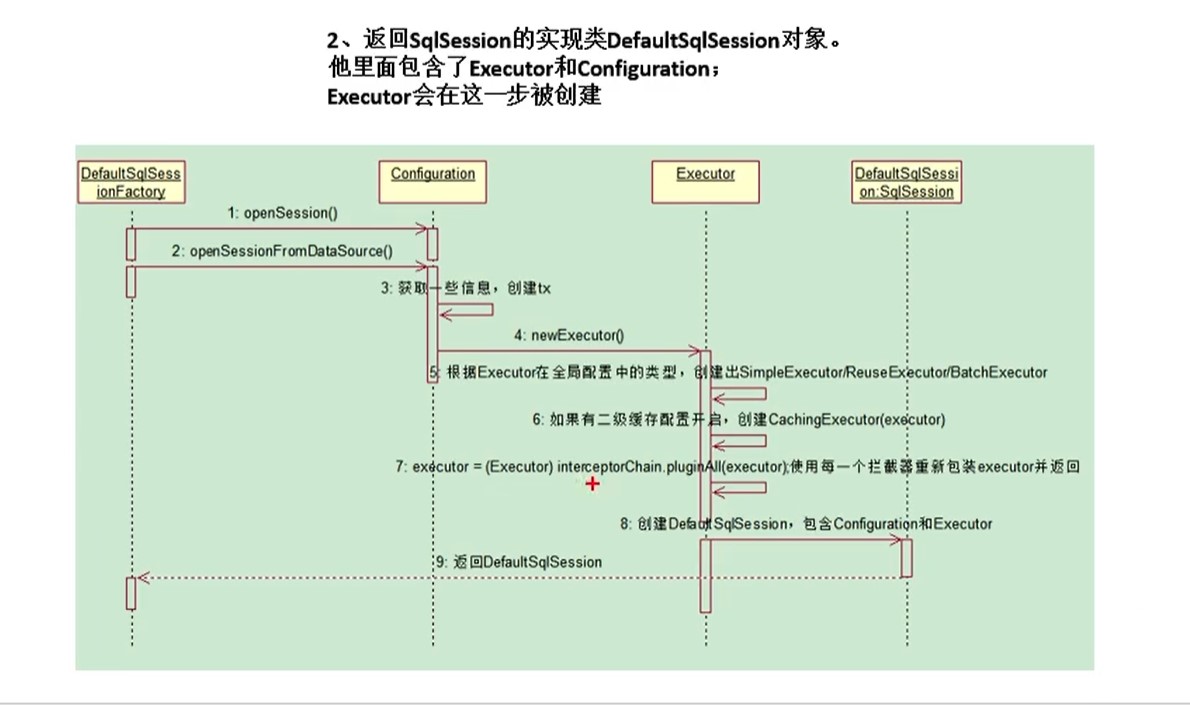 2、返回SqlSession的实现类DefaultSqlSession对象。
他里面包含了Executor和Configuration；
Executor会在这一步被创建
DefaultSqlSess
ionFactory
Configuration
Executor
DefaultSqlSessi
on:SqlSession
1: openSession()
2: openSessionFromDataSource()
3: 获取一些信息，创建tx
4: newExecutor()
5: 根据Executor在全局配置中的类型，创建出SimpleExecutor/ReuseExecutor/BatchExecutor
6: 如果有二级缓存配置开启，创建CachingExecutor(executor)
7: executor = (Executor) interceptorChain.pluginAll(executor);使用每一个拦截器重新包装executor并返回
8: 创建DefaultSqlSession，包含Configuration和Executor
9: 返回DefaultSqlSession